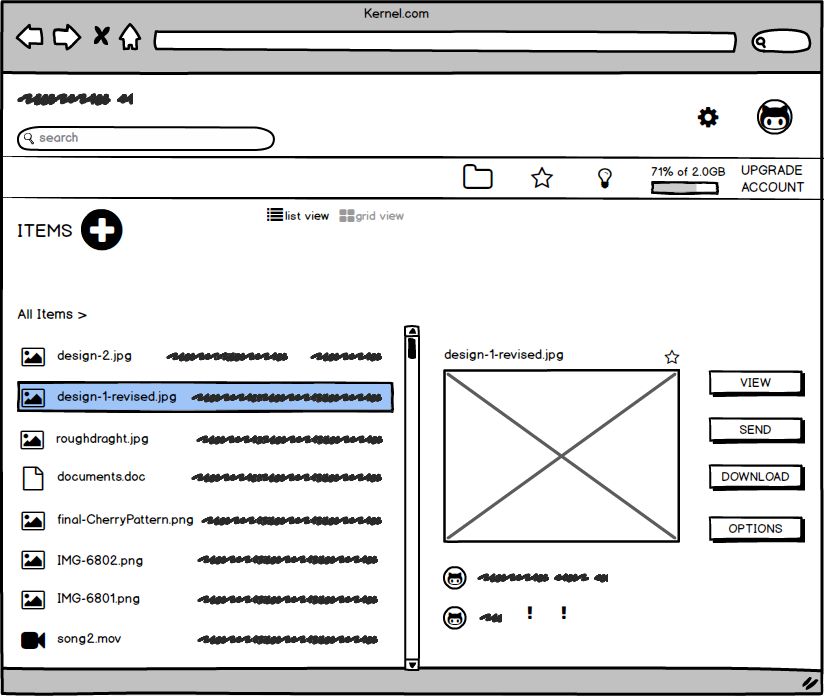 Kernel.com
search
71% of 2.0GB
UPGRADE
ACCOUNT
ITEMS
list view
grid view
All Items >
design-2.jpg
design-1-revised.jpg
roughdraght.jpg
documents.doc
final-CherryPattern.png
IMG-6802.png
IMG-6801.png
song2.mov
design-1-revised.jpg
VIEW
SEND
DOWNLOAD
OPTIONS
! !